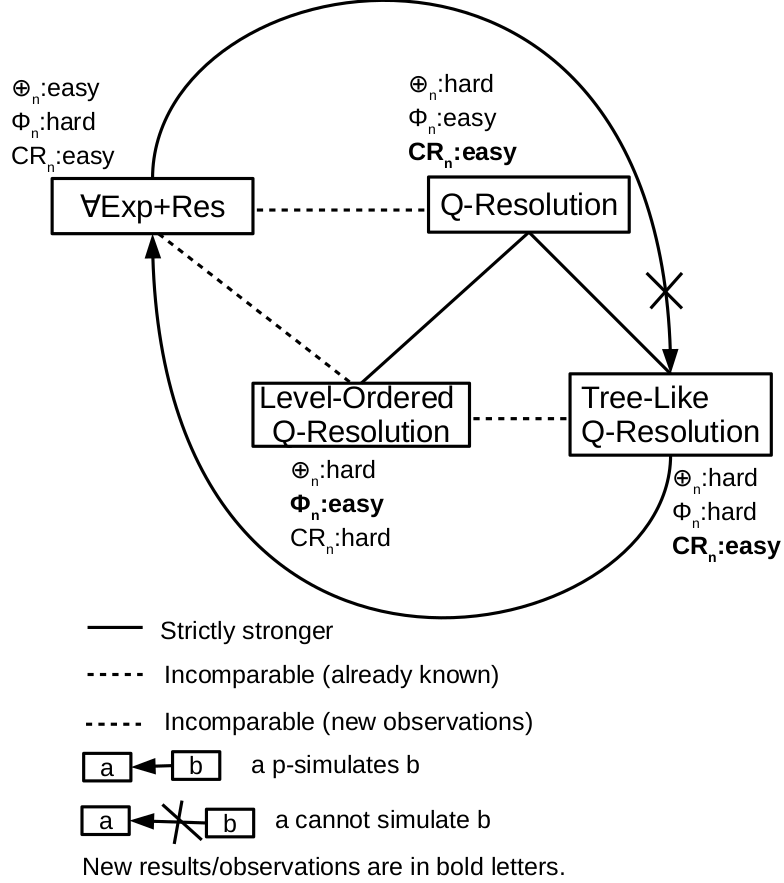 ⊕n:easy
Φn:hard
CRn:easy
⊕n:hard
Φn:easy
CRn:easy
∀Exp+Res
Q-Resolution
Level-Ordered
Q-Resolution
Tree-Like
Q-Resolution
⊕n:hard
Φn:easy
CRn:hard
⊕n:hard
Φn:hard
CRn:easy
Strictly stronger
Incomparable (already known)
Incomparable (new observations)
a b a p-simulates b
a b a cannot simulate b
New results/observations are in bold letters.